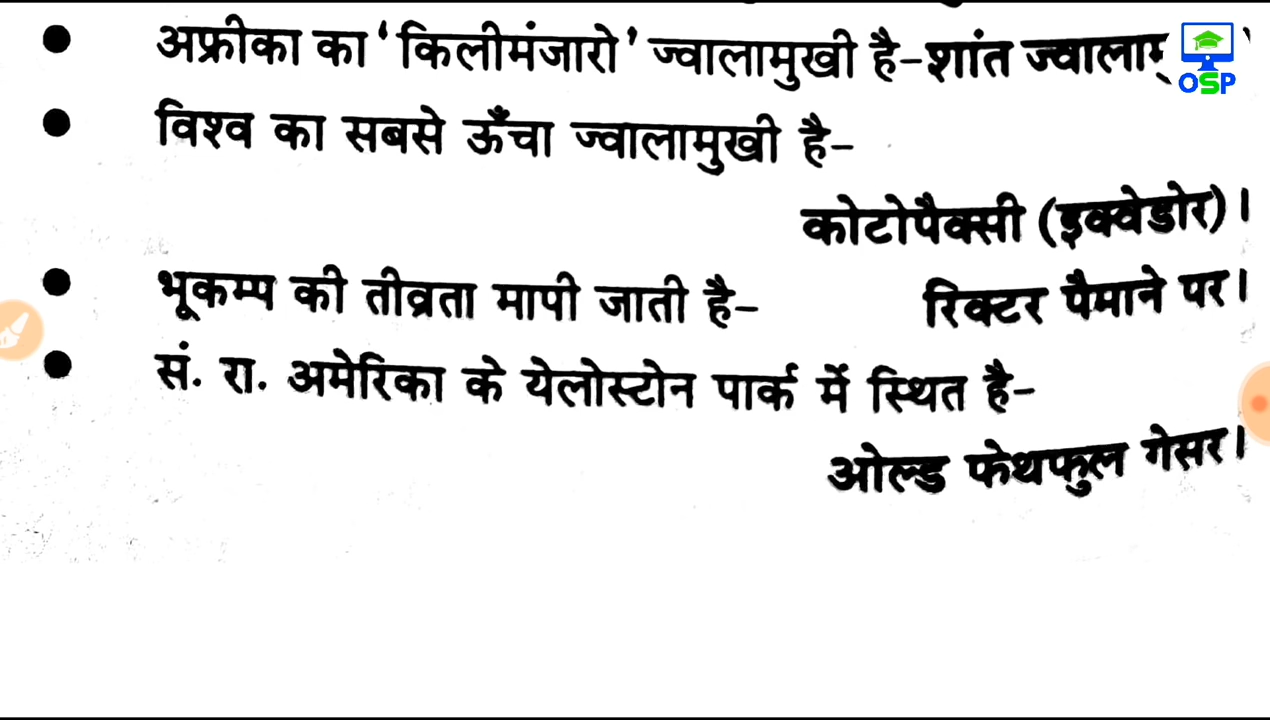 अफ्रीका का ‘किलीमंजारो’ ज्वालामुखी है–शांत
OSP
विश्व का सबसे ऊँचा ज्वालामुखी है–
कोटोपैक्सी (इक्वेडोर)।
भूकम्प की तीव्रता मापी जाती है– रिक्टर पैमाने पर।
सं. रा. अमेरिका के येलोस्टोन पार्क में स्थित है–
ओल्ड फेथफुल गेसर।